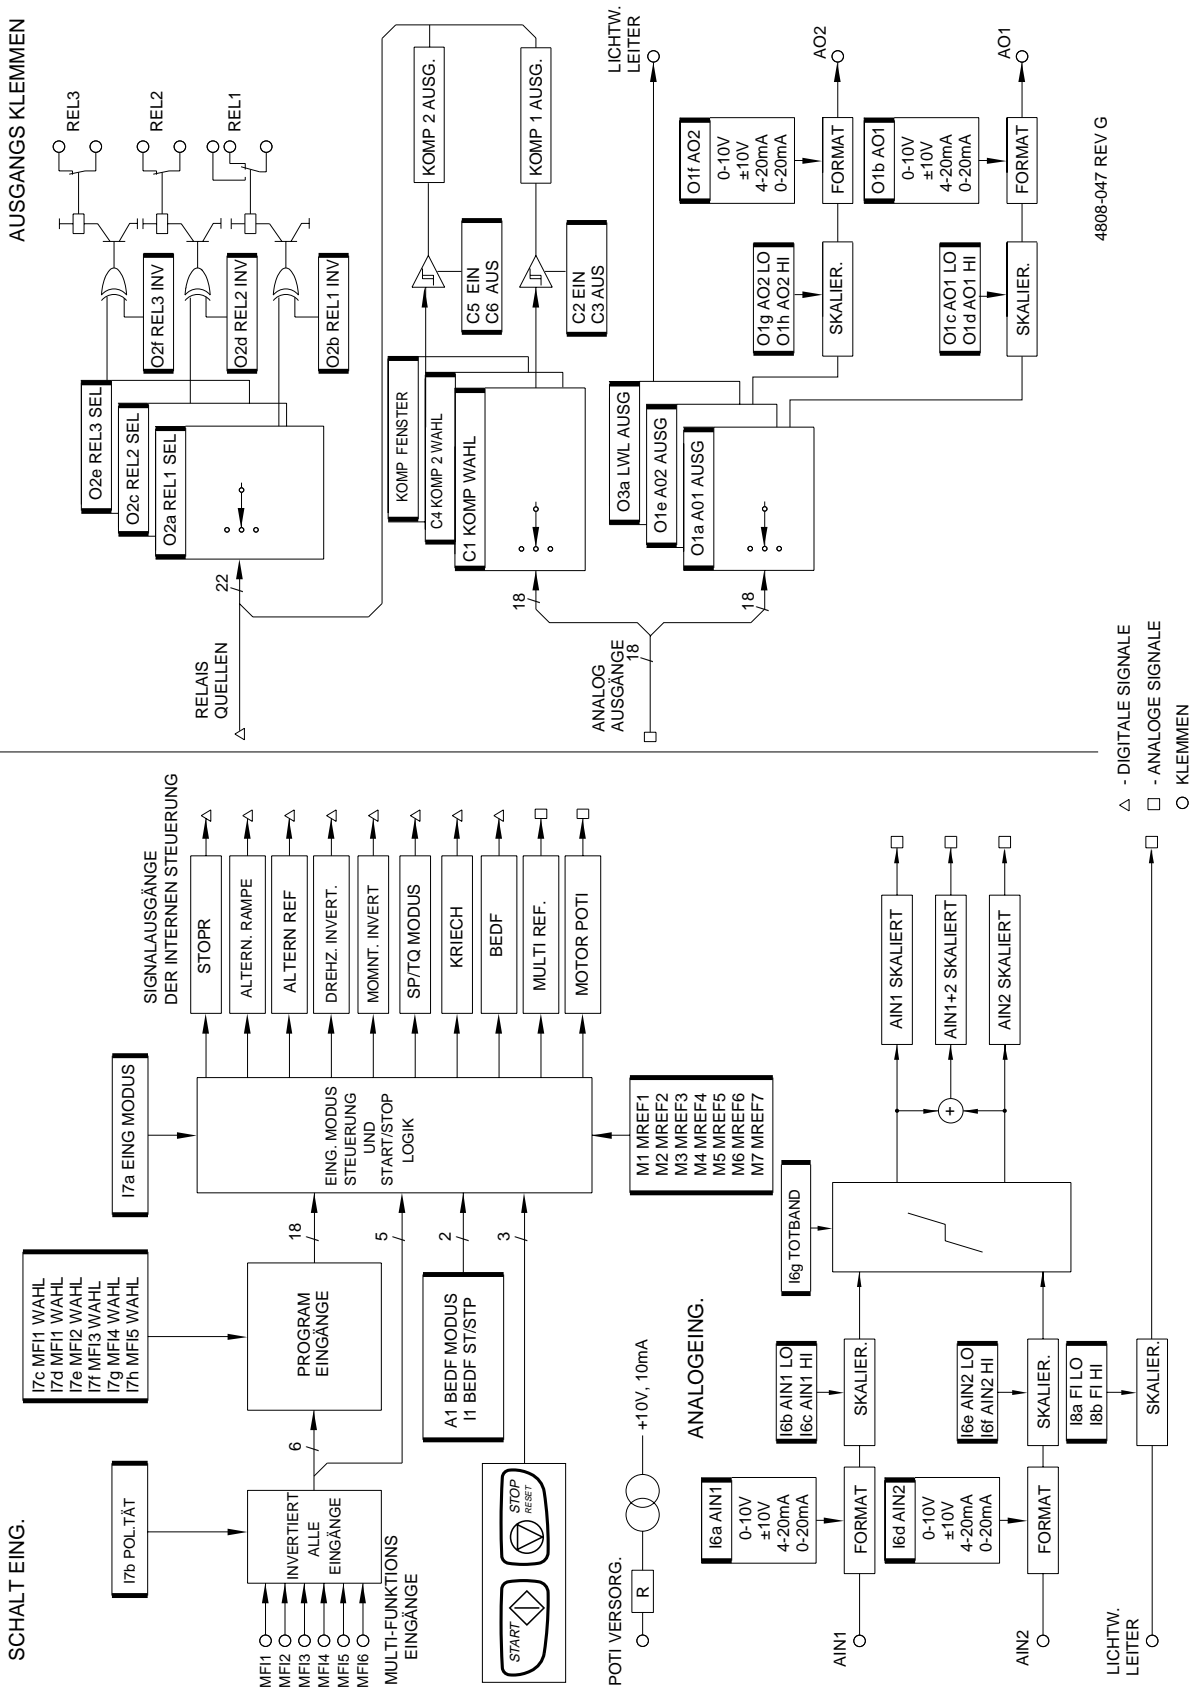 SCHALT EING.
I7b POL.TÄT
I7c MFI1 WAHL
I7d MFI1 WAHL
I7e MFI2 WAHL
I7f MFI3 WAHL
I7g MFI4 WAHL
I7h MFI5 WAHL
I7a EING MODUS
MFI1
MFI2
MFI3
MFI4
MFI5
MFI6
MULTI-FUNKTIONS
EINGÄNGE
INVERTIERT
ALLE
EINGÄNGE
6
PROGRAM
EINGÄNGE
18
5
2
3
A1 BEDF MODUS
I1 BEDF ST/STP
START
STOP
RESET
EING. MODUS
STEUERUNG
UND
START/STOP
LOGIK
SIGNALAUSGÄNGE
DER INTERNEN STEUERUNG
STOPR
ALTERN. RAMPE
ALTERN REF
DREHZ. INVERT.
MOMNT. INVERT
SP/TQ MODUS
KRIECH
BEDF
MULTI REF.
MOTOR POTI
M1 MREF1
M2 MREF2
M3 MREF3
M4 MREF4
M5 MREF5
M6 MREF6
M7 MREF7
POTI VERSORG.
R
+10V, 10mA
ANALOGEING.
I6a AIN1
0-10V
±10V
4-20mA
0-20mA
AIN1
FORMAT
I6b AIN1 LO
I6c AIN1 HI
SKALIER.
I6g TOTBAND
I6d AIN2
0-10V
±10V
4-20mA
0-20mA
AIN2
FORMAT
I6e AIN2 LO
I6f AIN2 HI
SKALIER.
+
AIN1 SKALIERT
AIN1+2 SKALIERT
AIN2 SKALIERT
LICHTW.
LEITER
I8a FI LO
I8b FI HI
SKALIER.
- DIGITALE SIGNALE
- ANALOGE SIGNALE
KLEMMEN
AUSGANGS KLEMMEN
RELAIS
QUELLEN
22
O2e REL3 SEL
O2c REL2 SEL
O2a REL1 SEL
O2f REL3 INV
O2d REL2 INV
O2b REL1 INV
REL3
REL2
REL1
ANALOG
AUSGÄNGE
18
18
18
KOMP FENSTER
C4 KOMP 2 WAHL
C1 KOMP WAHL
C5 EIN
C6 AUS
C2 EIN
C3 AUS
KOMP 2 AUSG.
KOMP 1 AUSG.
O3a LWL AUSG
O1e A02 AUSG
O1a A01 AUSG
LICHTW.
LEITER
O1g AO2 LO
O1h AO2 HI
SKALIER.
O1f AO2
0-10V
±10V
4-20mA
0-20mA
FORMAT
AO2
O1c AO1 LO
O1d AO1 HI
SKALIER.
O1b AO1
0-10V
±10V
4-20mA
0-20mA
FORMAT
AO1
4808-047 REV G